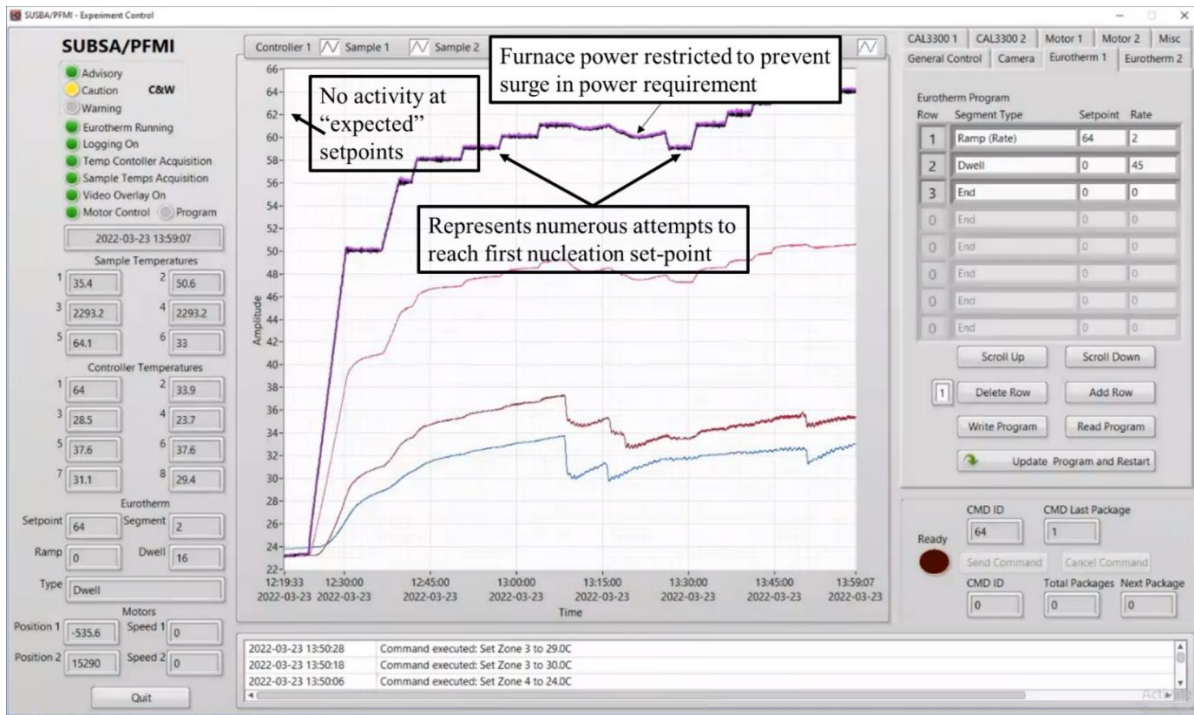 SUSBA/PFMI - Experiment Control
SUBSA/PFMI
Advisory
Caution C&W
Warning
Eurotherm Running
Logging On
Temp Contoller Acquisition
Sample Temps Acquisition
Video Overlay On
Motor Control Program
2022-03-23 13:59:07
Sample Temperatures
1 35.4 2 50.6
3 2293.2 4 2293.2
5 64.1 6 33
Controller Temperatures
1 64 2 33.9
3 28.5 4 23.7
5 37.6 6 37.6
7 31.1 8 29.4
Eurotherm
Setpoint 64 Segment 2
Ramp 0 Dwell 16
Type Dwell
Motors
Position 1 -535.6 Speed 1 0
Position 2 15290 Speed 2 0
Quit
Controller 1 Sample 1 Sample 2
Furnace power restricted to prevent
surge in power requirement
No activity at
“expected”
setpoints
Represents numerous attempts to
reach first nucleation set-point
Amplitude
66
64
62
60
58
56
54
52
50
48
46
44
42
40
38
36
34
32
30
28
26
24
22
12:19:33 12:30:00 12:45:00 13:00:00 13:15:00 13:30:00 13:45:00 13:59:07
2022-03-23 2022-03-23 2022-03-23 2022-03-23 2022-03-23 2022-03-23 2022-03-23 2022-03-23
Time
2022-03-23 13:50:28 Command executed: Set Zone 3 to 29.0C
2022-03-23 13:50:18 Command executed: Set Zone 3 to 30.0C
2022-03-23 13:50:06 Command executed: Set Zone 4 to 24.0C
CAL3300 1 CAL3300 2 Motor 1 Motor 2 Misc
General Control Camera Eurotherm 1 Eurotherm 2
Eurotherm Program
Row Segment Type Setpoint Rate
1 Ramp (Rate) 64 2
2 Dwell 0 45
3 End 0 0
0 End 0 0
0 End 0 0
0 End 0 0
0 End 0 0
0 End 0 0
Scroll Up Scroll Down
1 Delete Row Add Row
Write Program Read Program
Update Program and Restart
CMD ID CMD Last Package
64 1
Ready
Send Command Cancel Command
CMD ID Total Packages Next Package
0 0 0